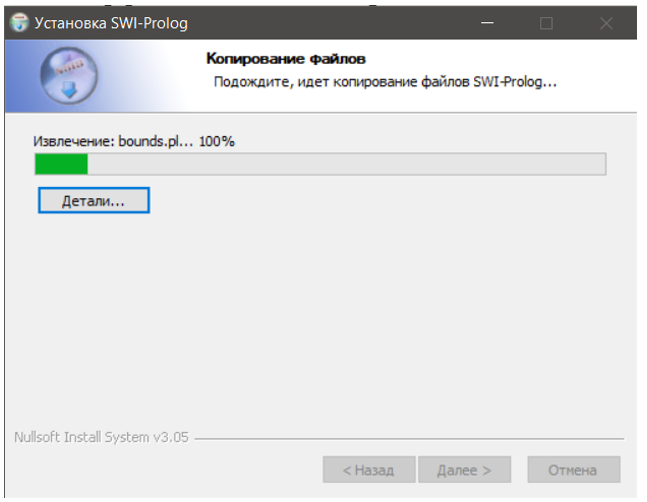 Установка SWI-Prolog
Копирование файлов
Подождите, идет копирование файлов SWI-Prolog...
Извлечение: bounds.pl... 100%
Детали...
Nullsoft Install System v3.05
< Назад
Далее >
Отмена